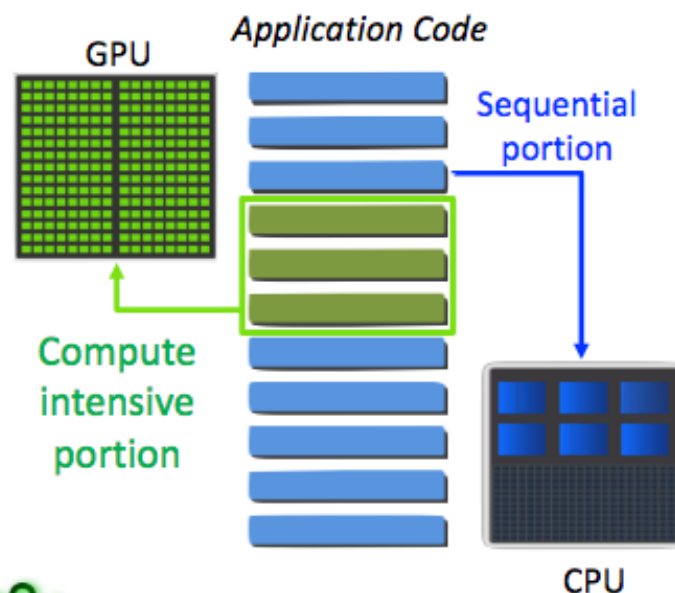 Application Code
GPU
Sequential
portion
Compute
intensive
portion
CPU